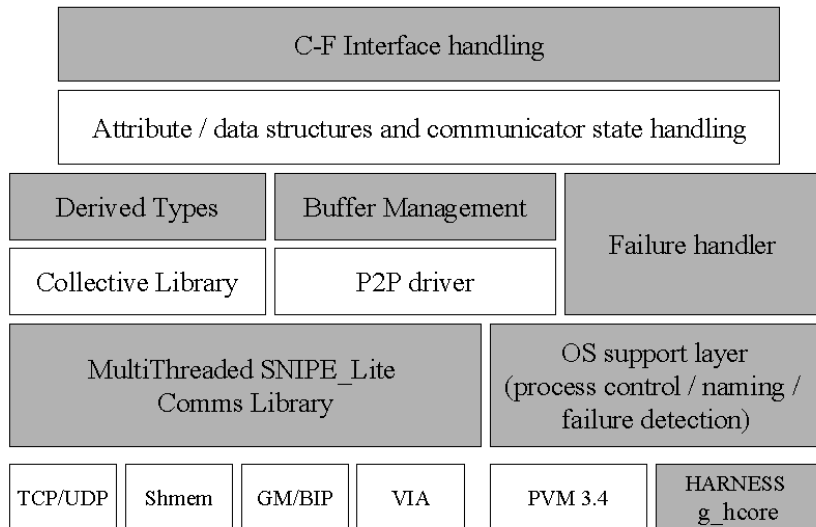 C-F Interface handling
Attribute / data structures and communicator state handling
Derived Types
Buffer Management
Failure handler
Collective Library
P2P driver
MultiThreaded SNIPE_Lite
Comms Library
OS support layer
(process control / naming /
failure detection)
TCP/UDP
Shmem
GM/BIP
VIA
PVM 3.4
HARNESS
g_hcore